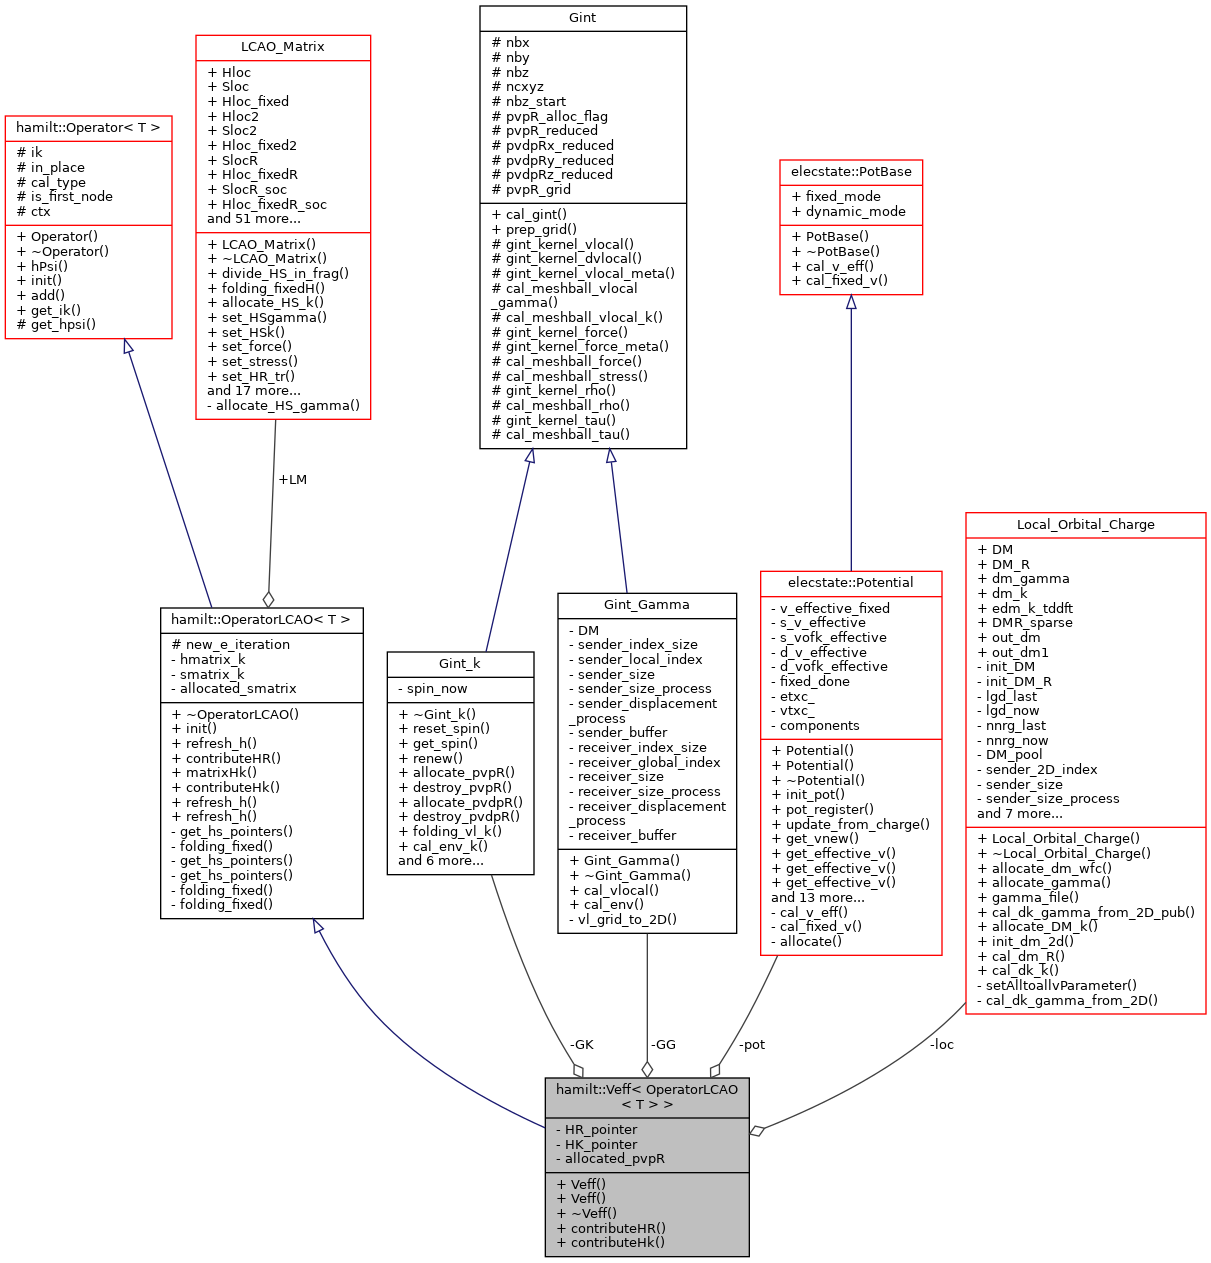 Gint
# nbx
# nby
# nbz
# ncxyz
# nbz_start
# pvpR_alloc_flag
# pvpR_reduced
# pvdpRx_reduced
# pvdpRy_reduced
# pvdpRz_reduced
# pvpR_grid
+ cal_gint()
+ prep_grid()
# gint_kernel_vlocal()
# gint_kernel_dvlocal()
# gint_kernel_vlocal_meta()
# cal_meshball_vlocal
_gamma()
# cal_meshball_vlocal_k()
# gint_kernel_force()
# gint_kernel_force_meta()
# cal_meshball_force()
# cal_meshball_stress()
# gint_kernel_rho()
# cal_meshball_rho()
# gint_kernel_tau()
# cal_meshball_tau()
LCAO_Matrix
+ Hloc
+ Sloc
+ Hloc_fixed
+ Hloc2
+ Sloc2
+ Hloc_fixed2
+ SlocR
+ Hloc_fixedR
+ SlocR_soc
+ Hloc_fixedR_soc
and 51 more...
+ LCAO_Matrix()
+ ~LCAO_Matrix()
+ divide_HS_in_frag()
+ folding_fixedH()
+ allocate_HS_k()
+ set_HSgamma()
+ set_HSk()
+ set_force()
+ set_stress()
+ set_HR_tr()
and 17 more...
- allocate_HS_gamma()
hamilt::Operator< T >
# ik
# in_place
# cal_type
# is_first_node
# ctx
+ Operator()
+ ~Operator()
+ hPsi()
+ init()
+ add()
+ get_ik()
# get_hpsi()
elecstate::PotBase
+ fixed_mode
+ dynamic_mode
+ PotBase()
+ ~PotBase()
+ cal_v_eff()
+ cal_fixed_v()
+LM
hamilt::OperatorLCAO< T >
# new_e_iteration
- hmatrix_k
- smatrix_k
- allocated_smatrix
+ ~OperatorLCAO()
+ init()
+ refresh_h()
+ contributeHR()
+ matrixHk()
+ contributeHk()
+ refresh_h()
+ refresh_h()
- get_hs_pointers()
- folding_fixed()
- get_hs_pointers()
- get_hs_pointers()
- folding_fixed()
- folding_fixed()
Gint_k
- spin_now
+ ~Gint_k()
+ reset_spin()
+ get_spin()
+ renew()
+ allocate_pvpR()
+ destroy_pvpR()
+ allocate_pvdpR()
+ destroy_pvdpR()
+ folding_vl_k()
+ cal_env_k()
and 6 more...
Gint_Gamma
- DM
- sender_index_size
- sender_local_index
- sender_size
- sender_size_process
- sender_displacement
_process
- sender_buffer
- receiver_index_size
- receiver_global_index
- receiver_size
- receiver_size_process
- receiver_displacement
_process
- receiver_buffer
+ Gint_Gamma()
+ ~Gint_Gamma()
+ cal_vlocal()
+ cal_env()
- vl_grid_to_2D()
elecstate::Potential
- v_effective_fixed
- s_v_effective
- s_vofk_effective
- d_v_effective
- d_vofk_effective
- fixed_done
- etxc_
- vtxc_
- components
+ Potential()
+ Potential()
+ ~Potential()
+ init_pot()
+ pot_register()
+ update_from_charge()
+ get_vnew()
+ get_effective_v()
+ get_effective_v()
+ get_effective_v()
and 13 more...
- cal_v_eff()
- cal_fixed_v()
- allocate()
Local_Orbital_Charge
+ DM
+ DM_R
+ dm_gamma
+ dm_k
+ edm_k_tddft
+ DMR_sparse
+ out_dm
+ out_dm1
- init_DM
- init_DM_R
- lgd_last
- lgd_now
- nnrg_last
- nnrg_now
- DM_pool
- sender_2D_index
- sender_size
- sender_size_process
and 7 more...
+ Local_Orbital_Charge()
+ ~Local_Orbital_Charge()
+ allocate_dm_wfc()
+ allocate_gamma()
+ gamma_file()
+ cal_dk_gamma_from_2D_pub()
+ allocate_DM_k()
+ init_dm_2d()
+ cal_dm_R()
+ cal_dk_k()
- setAlltoallvParameter()
- cal_dk_gamma_from_2D()
-GK
-GG
-pot
-loc
hamilt::Veff< OperatorLCAO
< T > >
- HR_pointer
- HK_pointer
- allocated_pvpR
+ Veff()
+ Veff()
+ ~Veff()
+ contributeHR()
+ contributeHk()